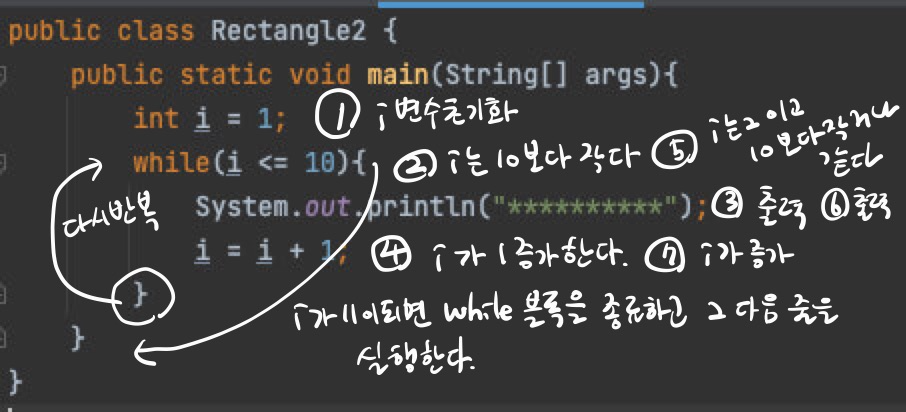 public class Rectangle2 {
public static void main(String[] args){
int i = 1; ① i 변수초기화
while(i <= 10){ ② i는 10보다 작다 ⑤ i는 2이고 10보다작거나 같다
다시반복
System.out.println("**********"); ③ 출력 ⑥ 출력
i = i + 1; ④ i가 1증가한다. ⑦ i가 증가
}
i가 11이되면 while 블록을 종료하고 그 다음 줄을
실행한다.
}
}